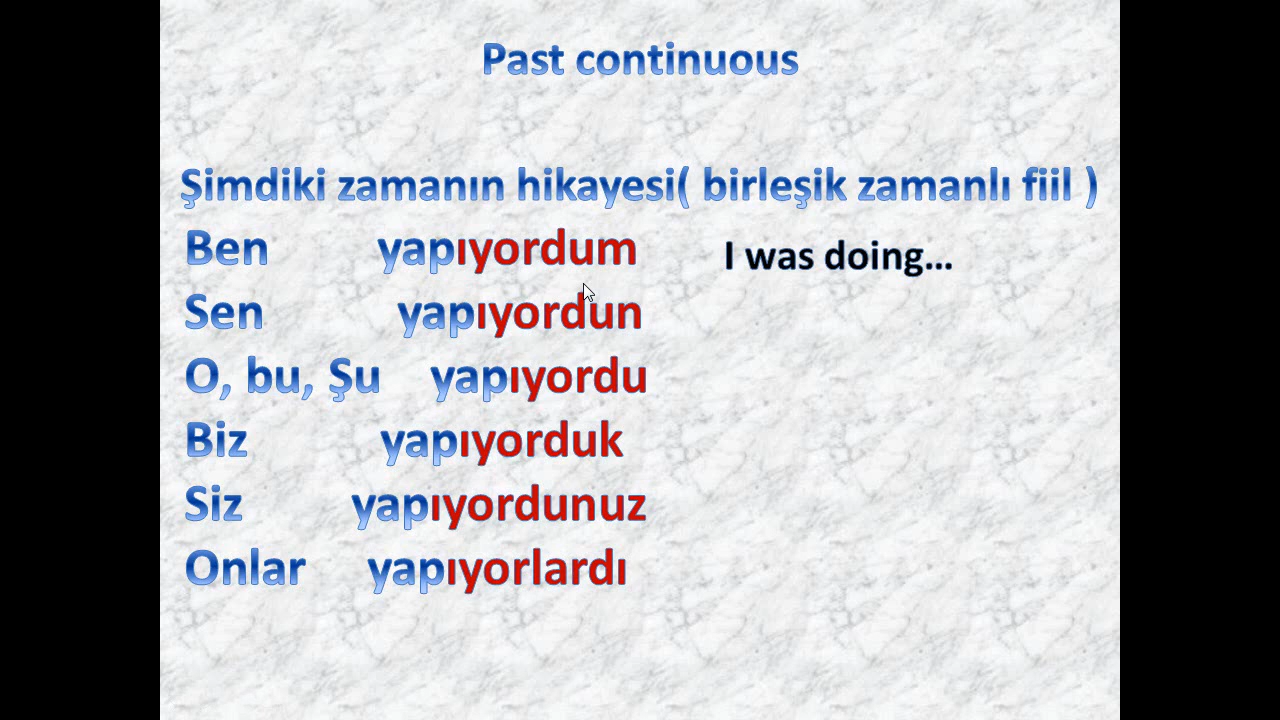 Past continuous
Şimdiki zamanın hikayesi( birleşik zamanlı fiil )
Ben yapıyordum I was doing...
Sen yapıyordun
O, bu, Şu yapıyordu
Biz yapıyorduk
Siz yapıyordunuz
Onlar yapıyorlardı